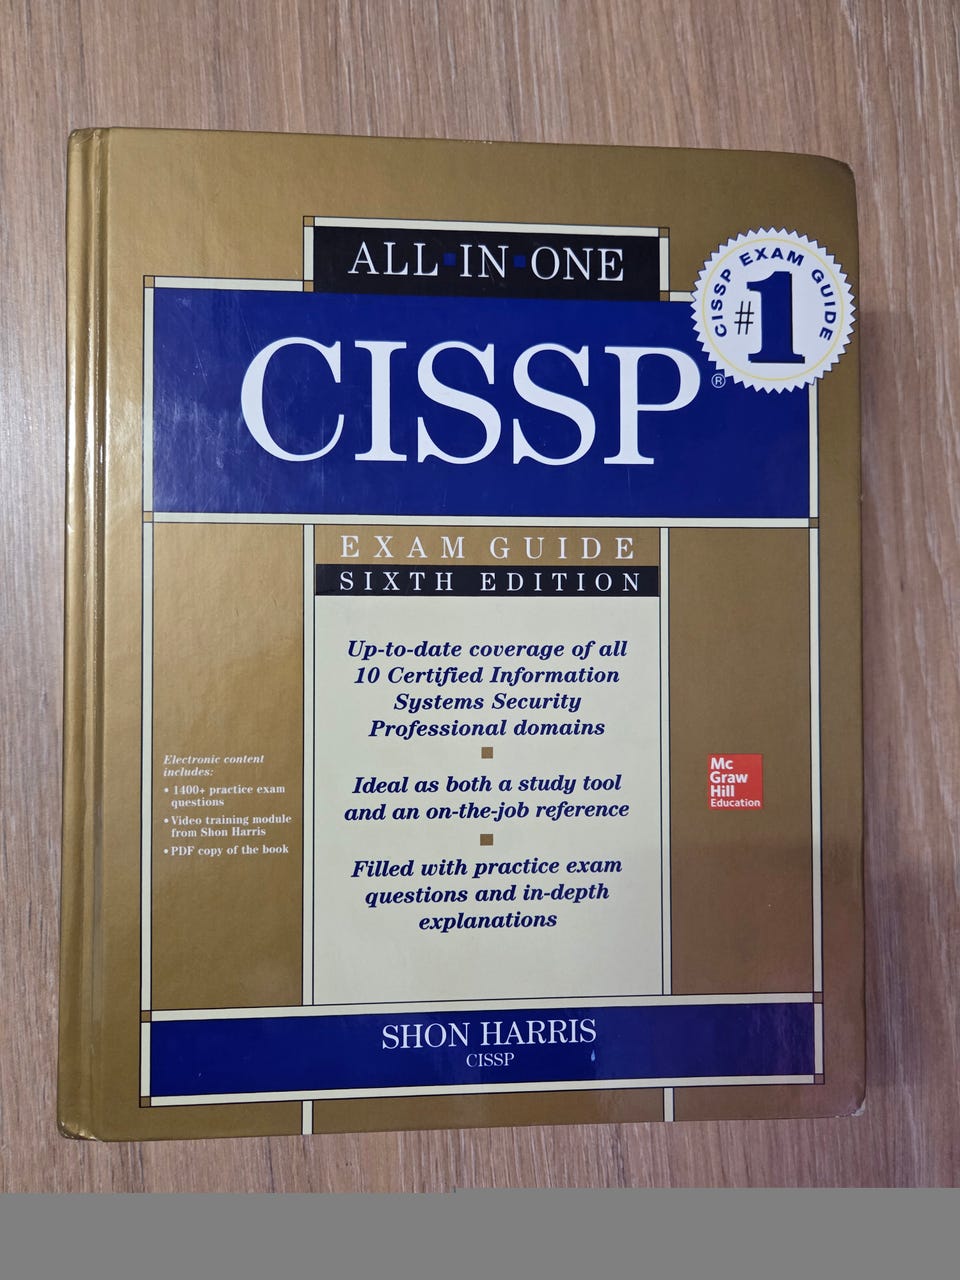 ALL·IN·ONE
CISSP EXAM GUIDE
#1
CISSP®
EXAM GUIDE
SIXTH EDITION
Up-to-date coverage of all
10 Certified Information
Systems Security
Professional domains
Ideal as both a study tool
and an on-the-job reference
Filled with practice exam
questions and in-depth
explanations
Electronic content
includes:
• 1400+ practice exam
questions
• Video training module
from Shon Harris
• PDF copy of the book
Mc
Graw
Hill
Education
SHON HARRIS
CISSP